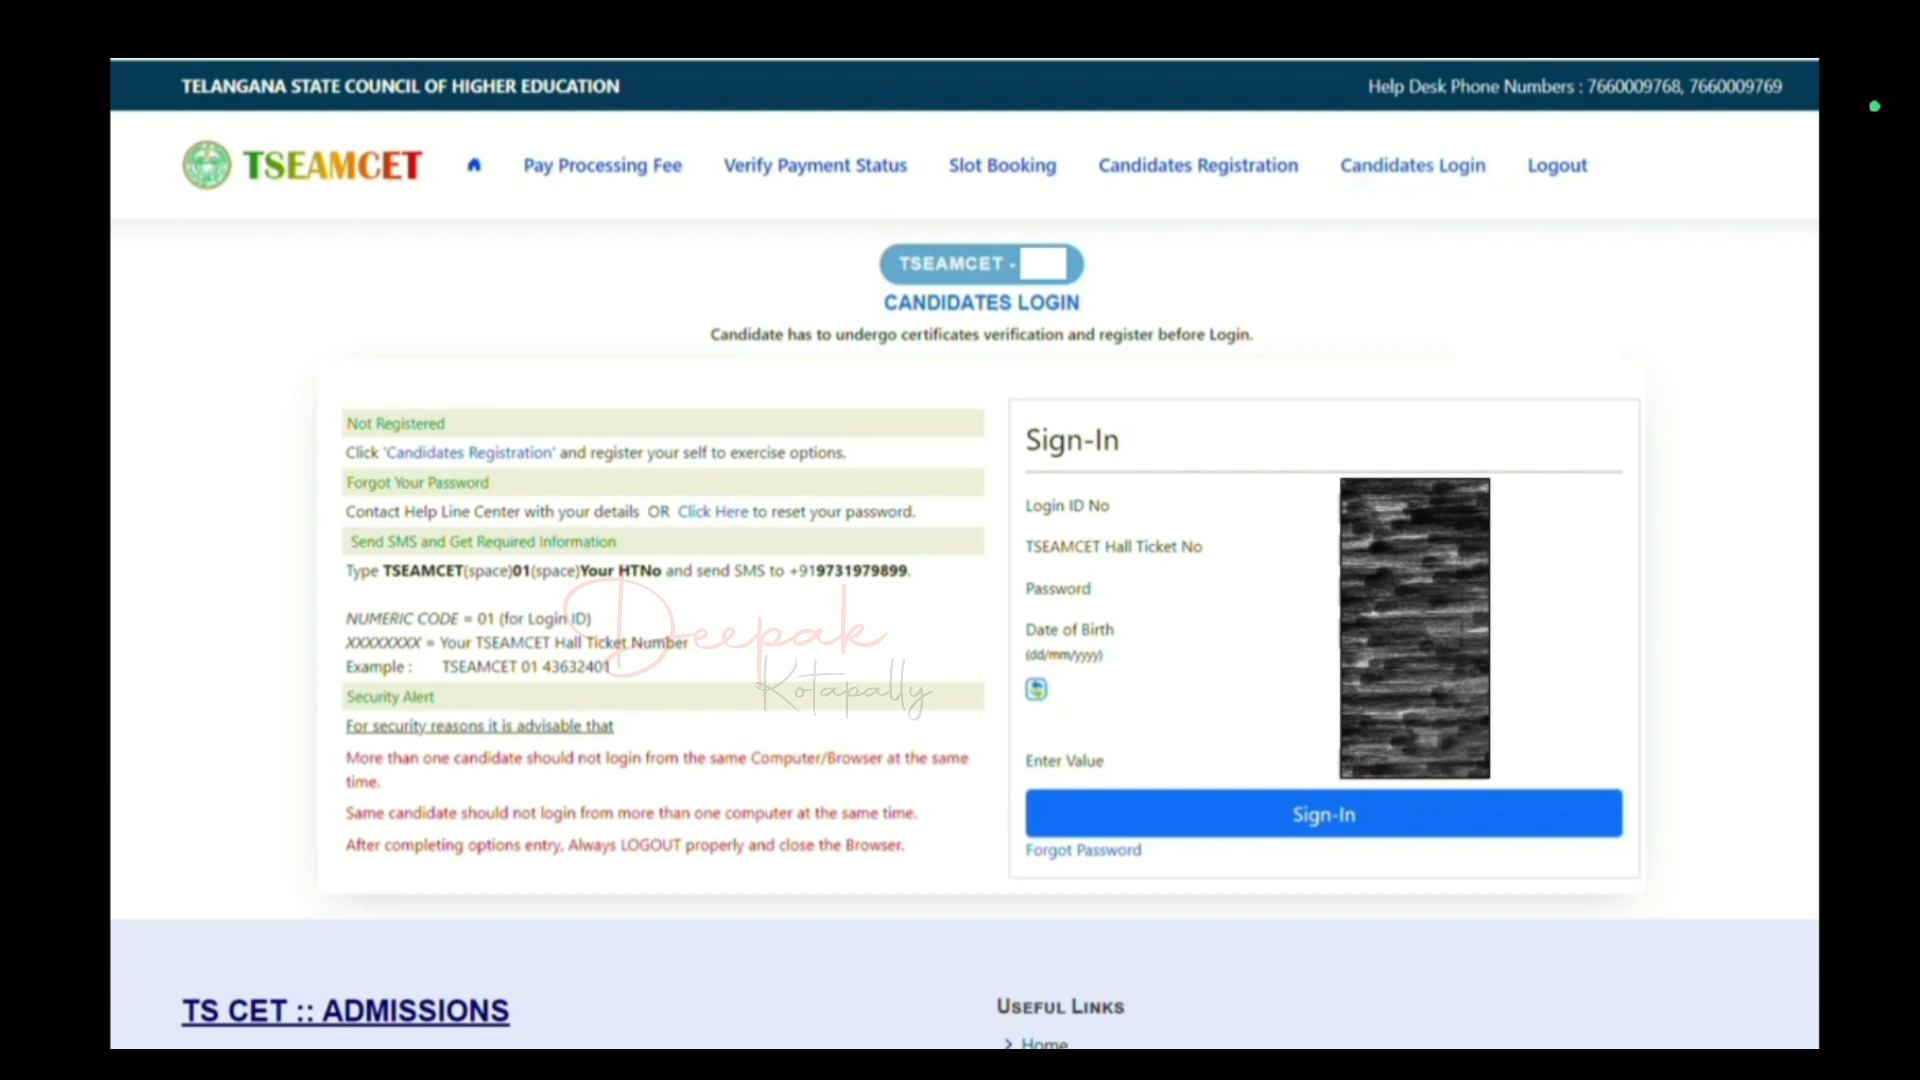 TELANGANA STATE COUNCIL OF HIGHER EDUCATION
Help Desk Phone Numbers : 7660009768, 7660009769
TSEAMCET
Pay Processing Fee
Verify Payment Status
Slot Booking
Candidates Registration
Candidates Login
Logout
TSEAMCET -
CANDIDATES LOGIN
Candidate has to undergo certificates verification and register before Login.
Not Registered
Click 'Candidates Registration' and register your self to exercise options.
Forgot Your Password
Contact Help Line Center with your details OR Click Here to reset your password.
Send SMS and Get Required Information
Type TSEAMCET(space)01(space)Your HTNo and send SMS to +919731979899.
NUMERIC CODE = 01 (for Login ID)
XXXXXXXX = Your TSEAMCET Hall Ticket Number
Example : TSEAMCET 01 43632401
Security Alert
For security reasons it is advisable that
More than one candidate should not login from the same Computer/Browser at the same
time.
Same candidate should not login from more than one computer at the same time.
After completing options entry, Always LOGOUT properly and close the Browser.
Deepak
Kotapally
Sign-In
Login ID No
TSEAMCET Hall Ticket No
Password
Date of Birth
(dd/mm/yyyy)
Enter Value
Sign-In
Forgot Password
TS CET :: ADMISSIONS
USEFUL LINKS
> Home